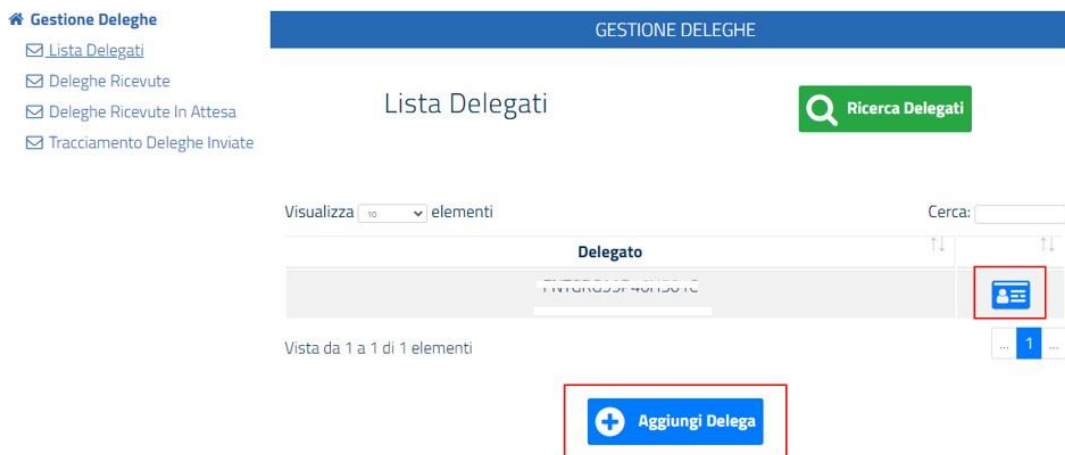 Gestione Deleghe
Lista Delegati
Deleghe Ricevute
Deleghe Ricevute In Attesa
Tracciamento Deleghe Inviate
GESTIONE DELEGHE
Lista Delegati
Ricerca Delegati
Visualizza 10 elementi
Cerca:
Delegato
Vista da 1 a 1 di 1 elementi
... 1 ...
Aggiungi Delega